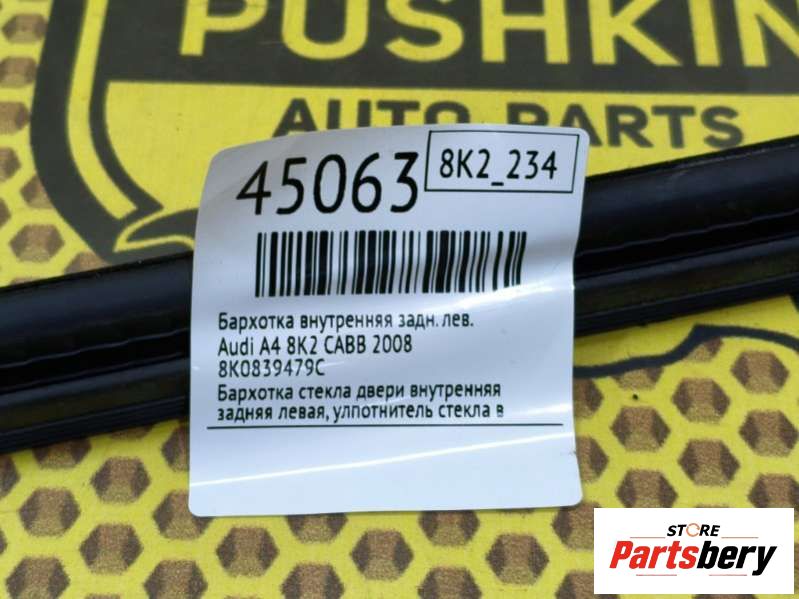 PUSHKIN
AUTO PARTS
45063
8K2_234
Бархотка внутренняя задн. лев.
Audi A4 8K2 CABB 2008
8K0839479C
Бархотка стекла двери внутренняя
задняя левая, улпотнитель стекла в
STORE
Partsbery